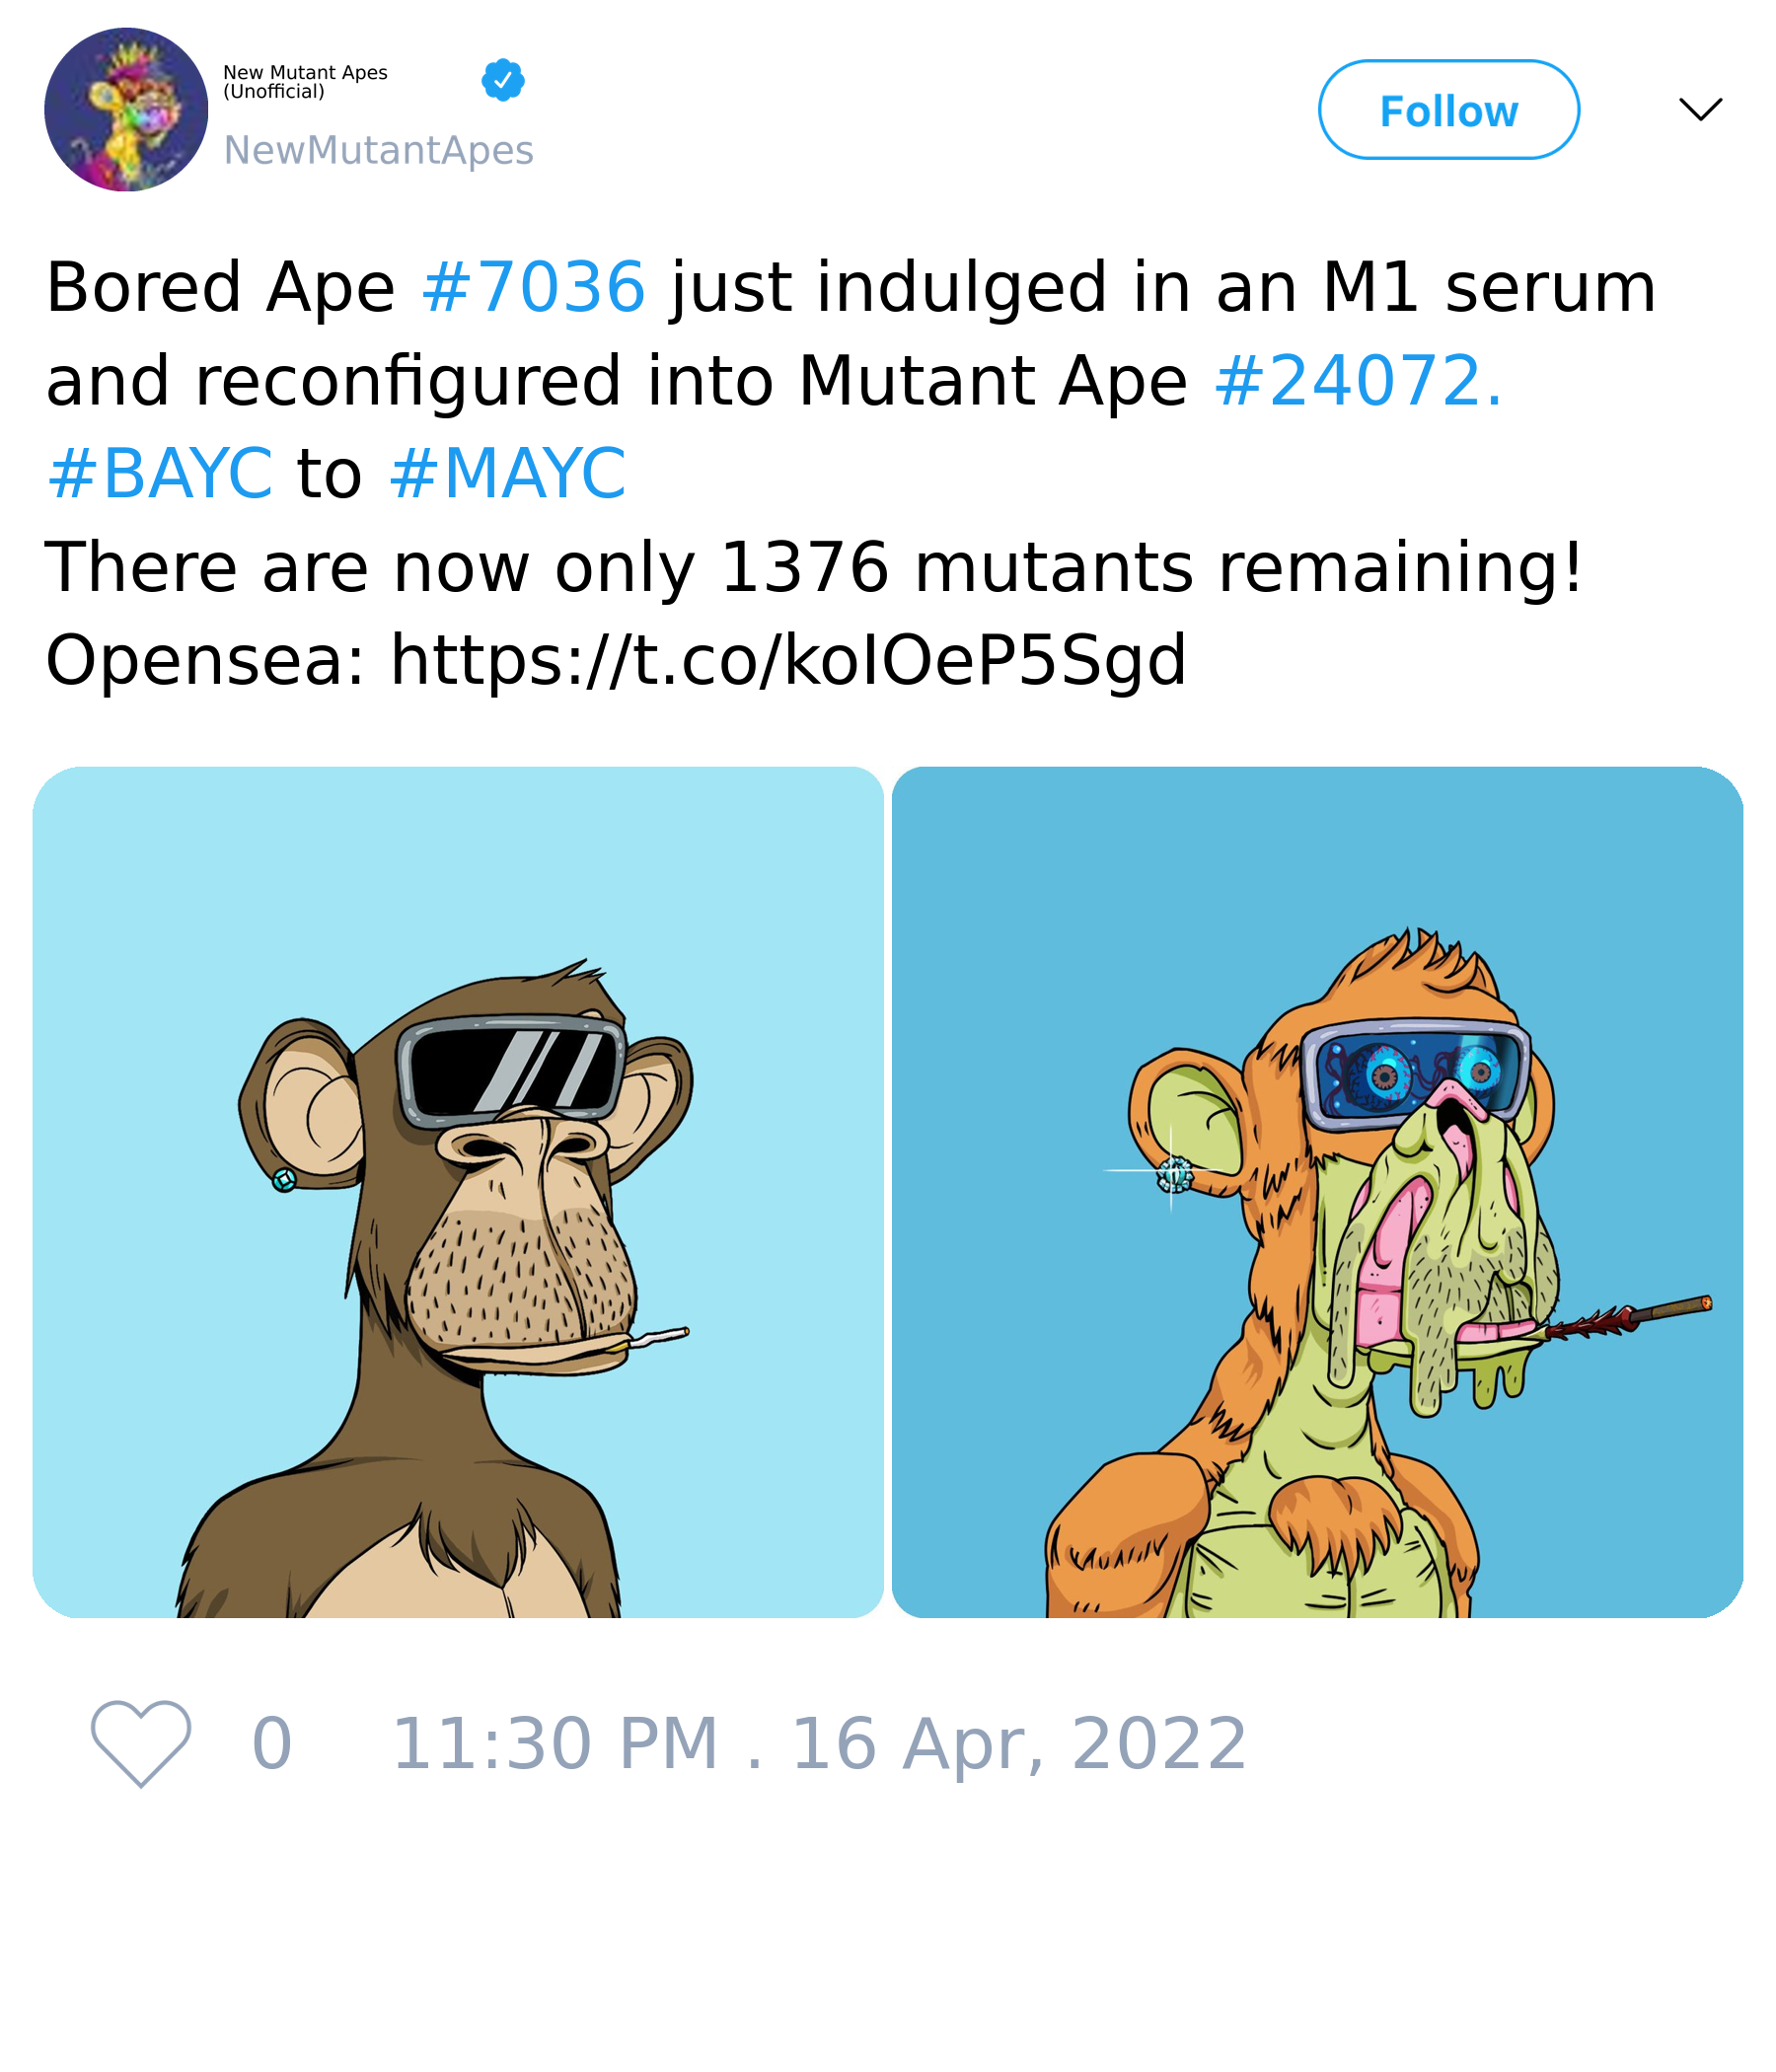 New Mutant Apes
(Unofficial)
NewMutantApes
Follow
Bored Ape #7036 just indulged in an M1 serum
and reconfigured into Mutant Ape #24072.
#BAYC to #MAYC
There are now only 1376 mutants remaining!
Opensea: https://t.co/koIOeP5Sgd
0 11:30 PM . 16 Apr, 2022